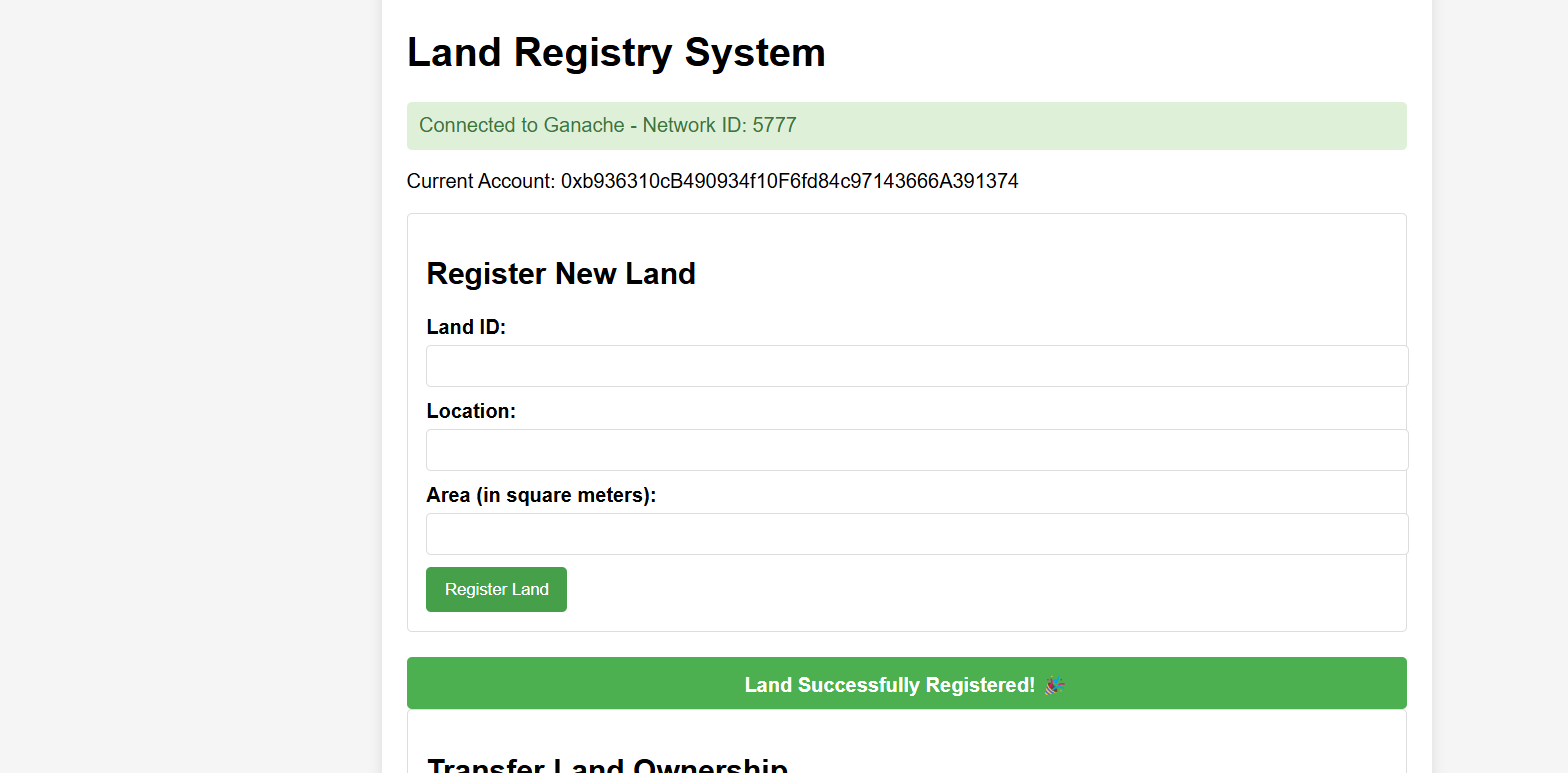 Land Registry System
Connected to Ganache - Network ID: 5777
Current Account: 0xb936310cB490934f10F6fd84c97143666A391374
Register New Land
Land ID:
Location:
Area (in square meters):
Register Land
Land Successfully Registered! 🎉
Transfer Land Ownership